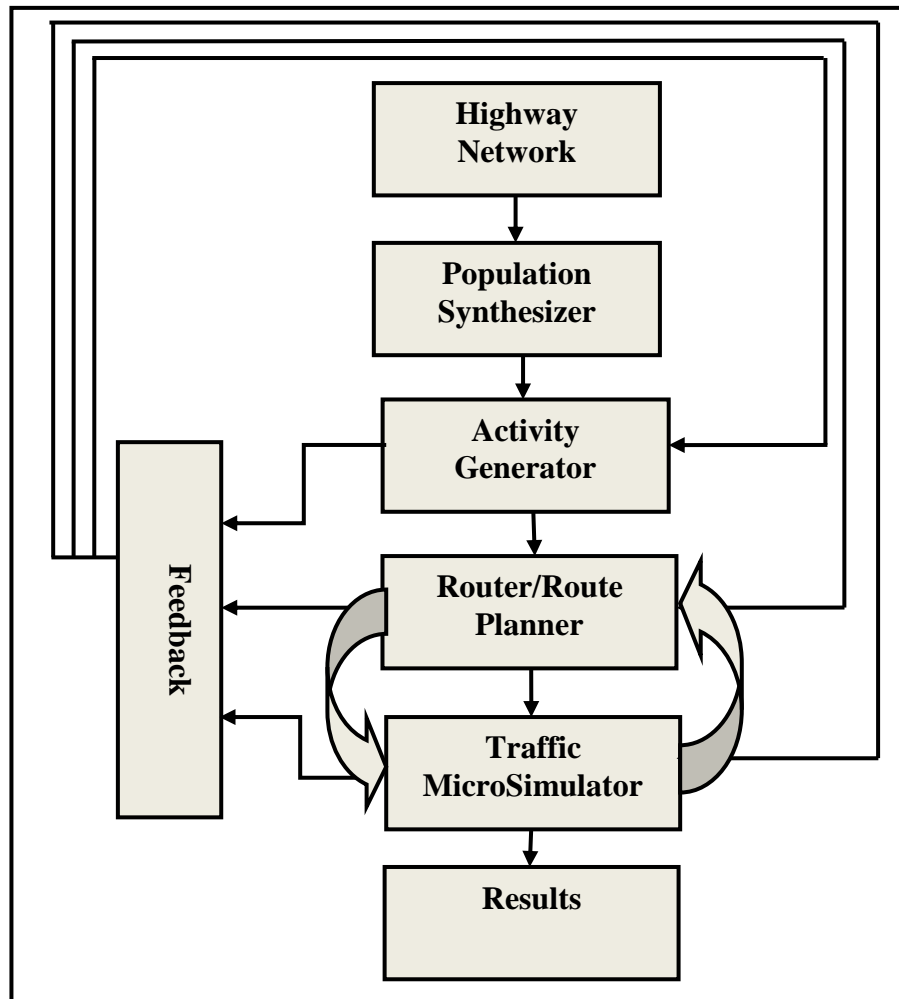 Highway
Network
Population
Synthesizer
Activity
Generator
Feedback
Router/Route
Planner
Traffic
MicroSimulator
Results